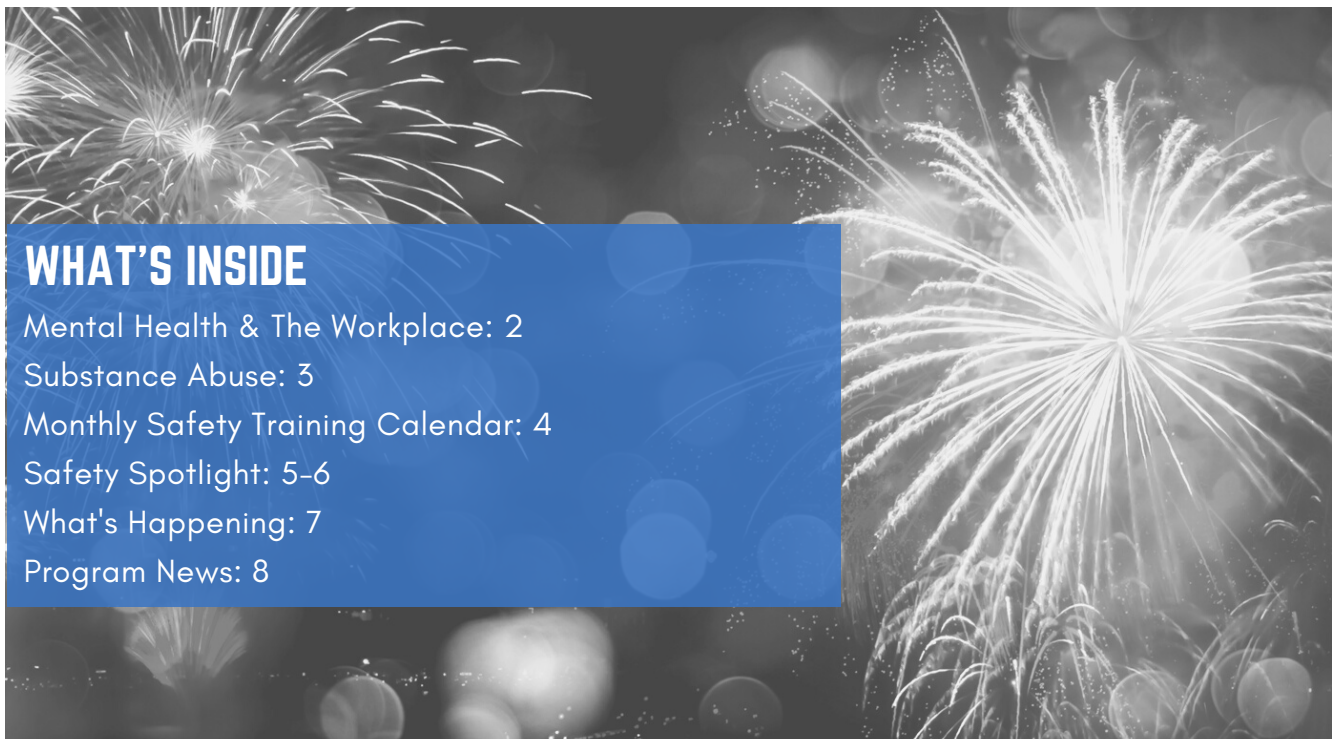 WHAT'S INSIDE
Mental Health & The Workplace: 2
Substance Abuse: 3
Monthly Safety Training Calendar: 4
Safety Spotlight: 5-6
What's Happening: 7
Program News: 8